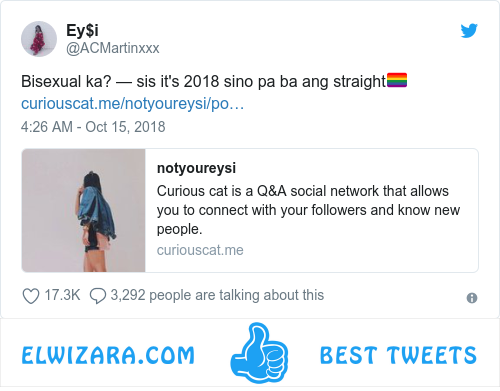 Ey$i
@ACMartinxxx
Bisexual ka? — sis it's 2018 sino pa ba ang straight🏳️‍🌈
curiouscat.me/notyoureysi/po…
4:26 AM - Oct 15, 2018
notyoureysi
Curious cat is a Q&A social network that allows
you to connect with your followers and know new
people.
curiouscat.me
17.3K 3,292 people are talking about this
ELWIZARA.COM BEST TWEETS